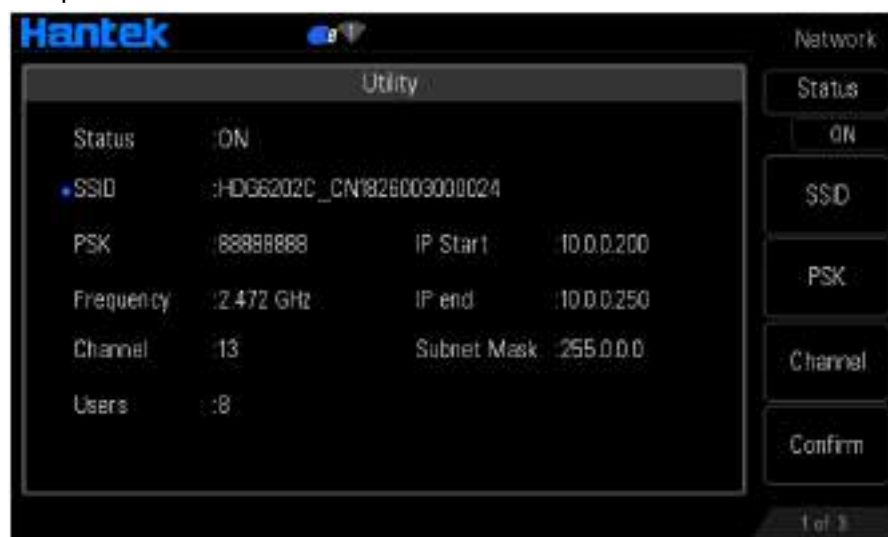 Hantek
Network
Utility
Status
Status :ON
ON
SSID :HDG6202C_CN1826003000024
SSID
PSK :88888888 IP Start :10.0.0.200
PSK
Frequency :2.472 GHz IP end :10.0.0.250
Channel :13 Subnet Mask :255.0.0.0
Channel
Users :8
Confirm
1 of 3